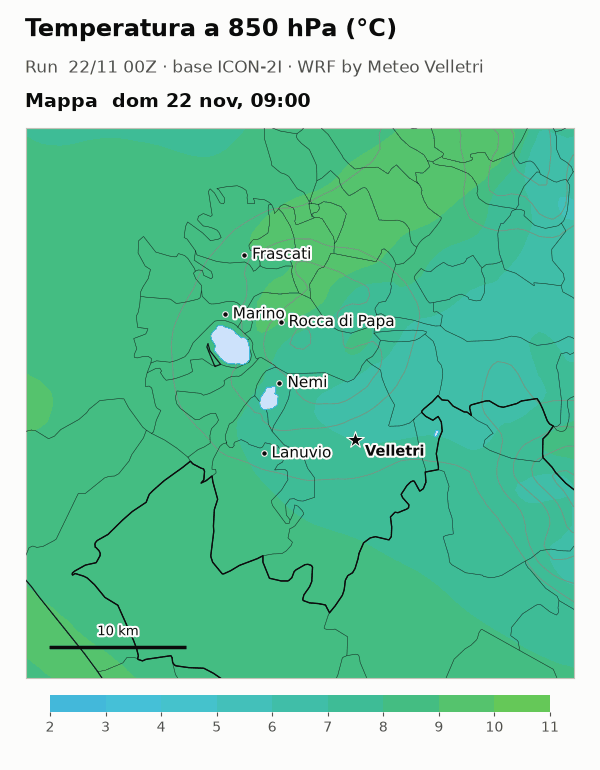 Temperatura a 850 hPa (°C)
Run  22/11 00Z · base ICON-2I · WRF by Meteo Velletri
Mappa  dom 22 nov, 09:00
Frascati
Marino
Rocca di Papa
Nemi
Velletri
Lanuvio
10 km
2 3 4 5 6 7 8 9 10 11